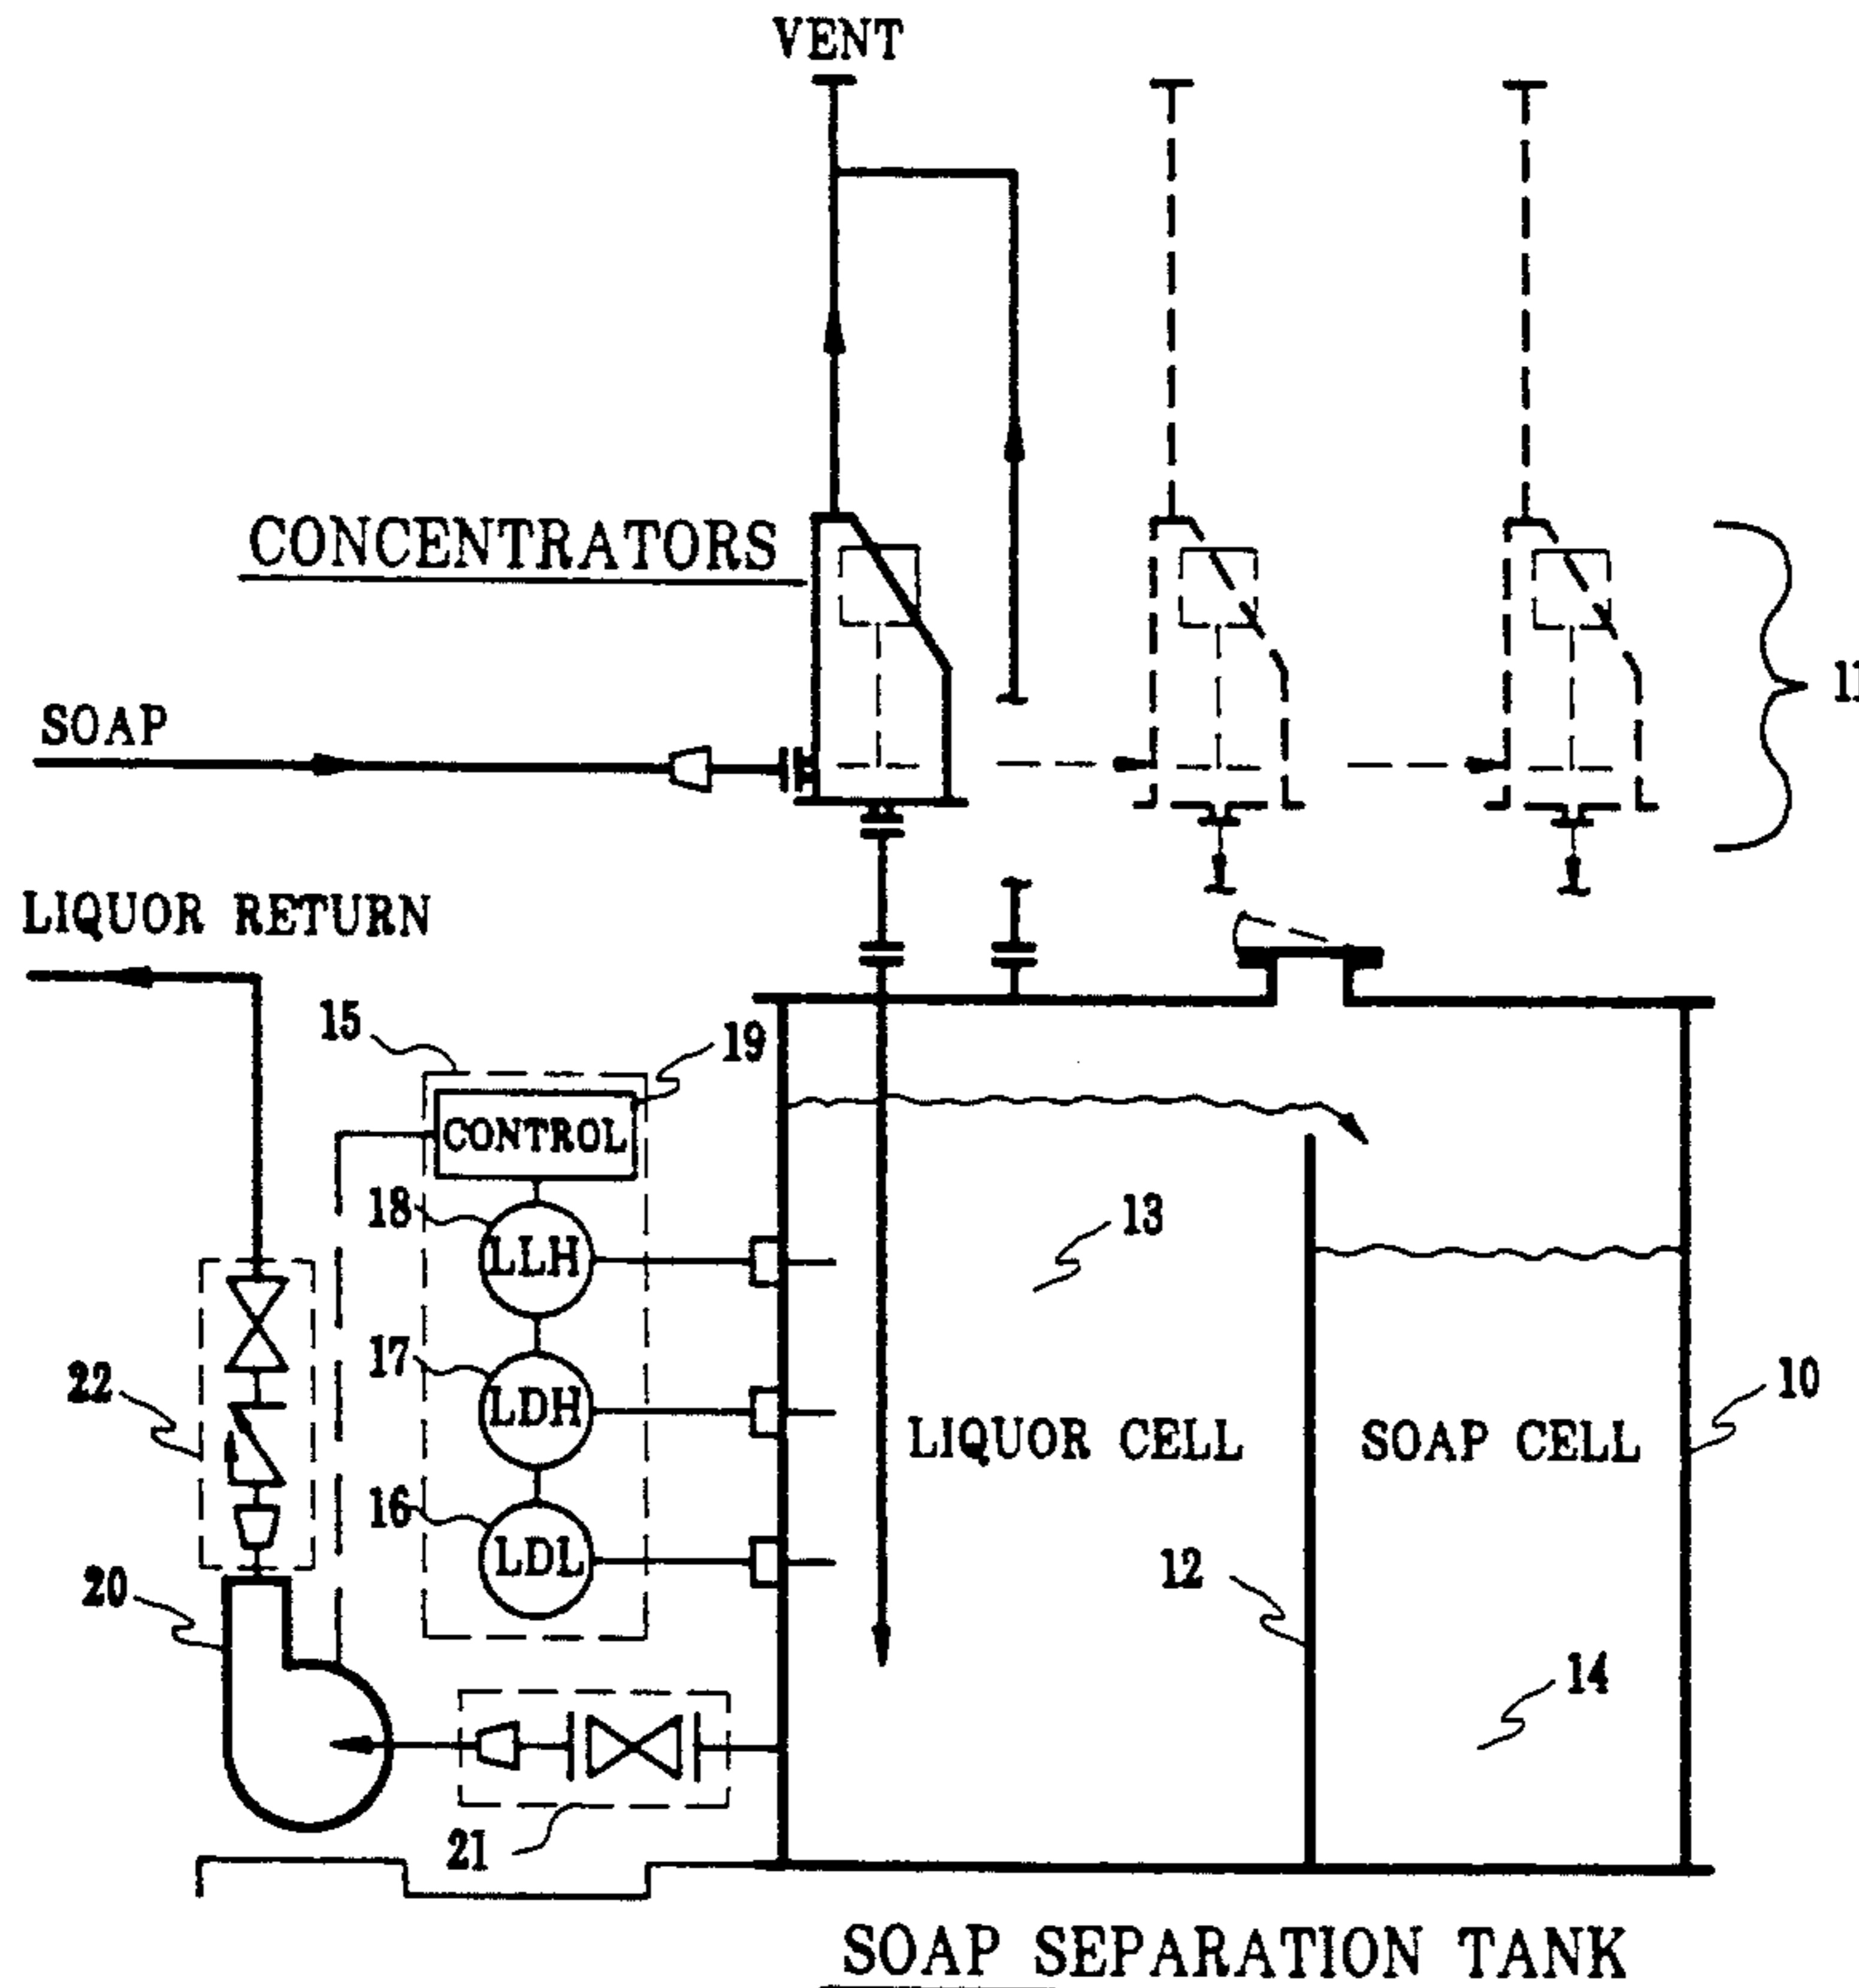 VENT
CONCENTRATORS
SOAP
11
LIQUOR RETURN
15
19
CONTROL
18
LLH
13
17
LDH
22
LIQUOR CELL
SOAP CELL
10
16
LDL
12
20
14
21
SOAP SEPARATION TANK